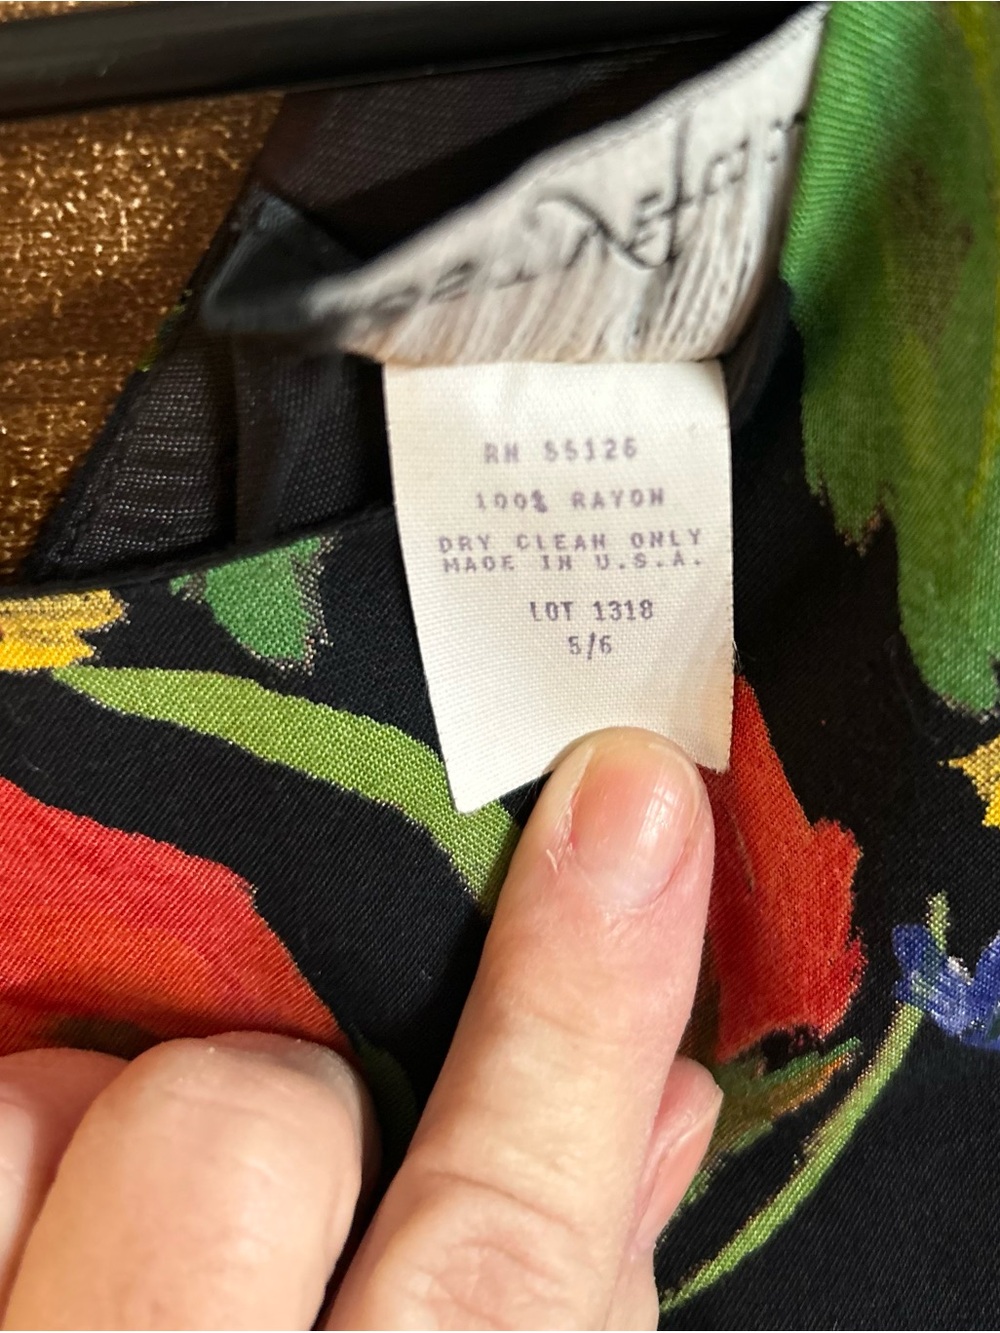 RN 55126
100% RAYON
DRY CLEAN ONLY
MADE IN U.S.A.
LOT 1318
5/6